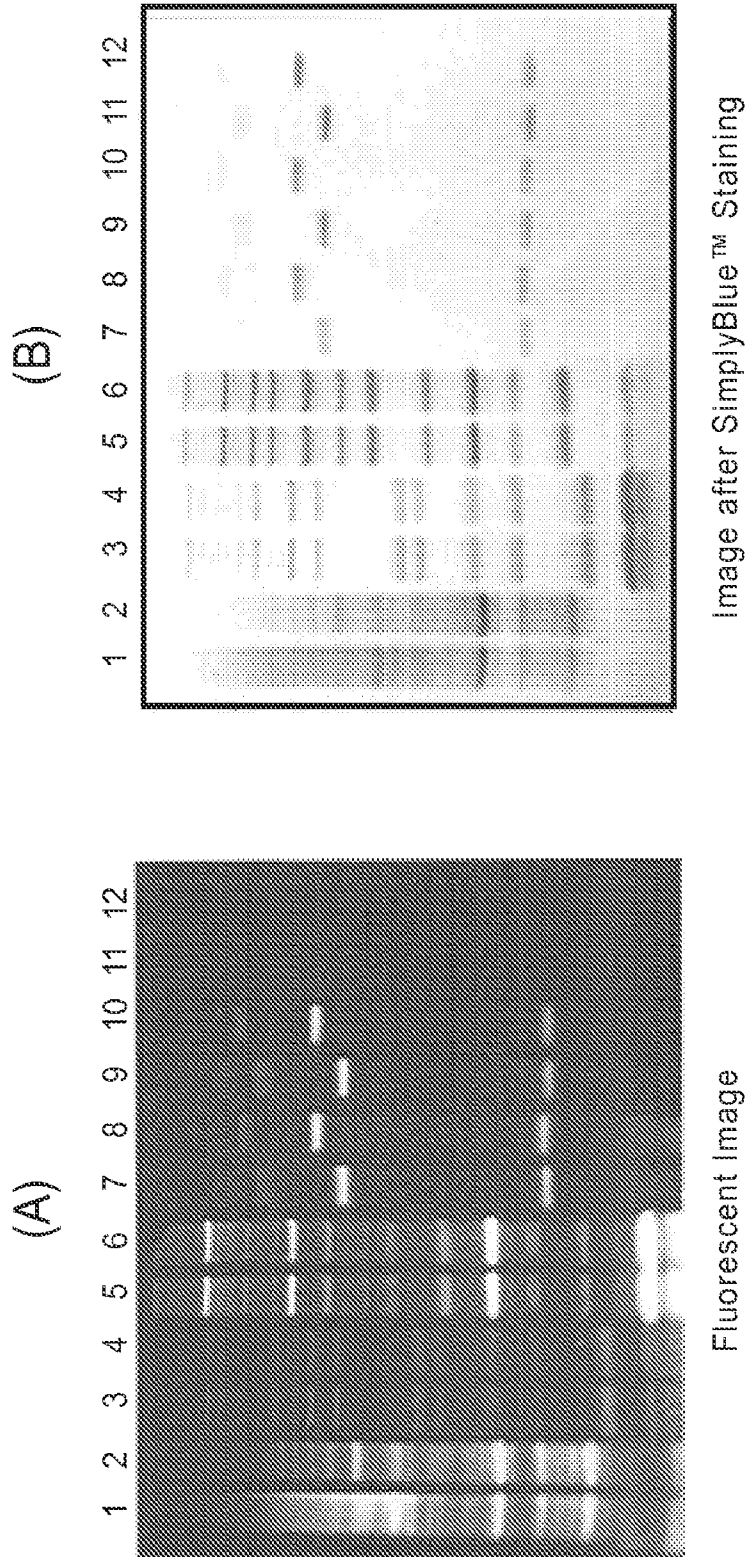 (A)
1 2 3 4 5 6 7 8 9 10 11 12
Fluorescent Image
(B)
1 2 3 4 5 6 7 8 9 10 11 12
Image after SimplyBlue™ Staining